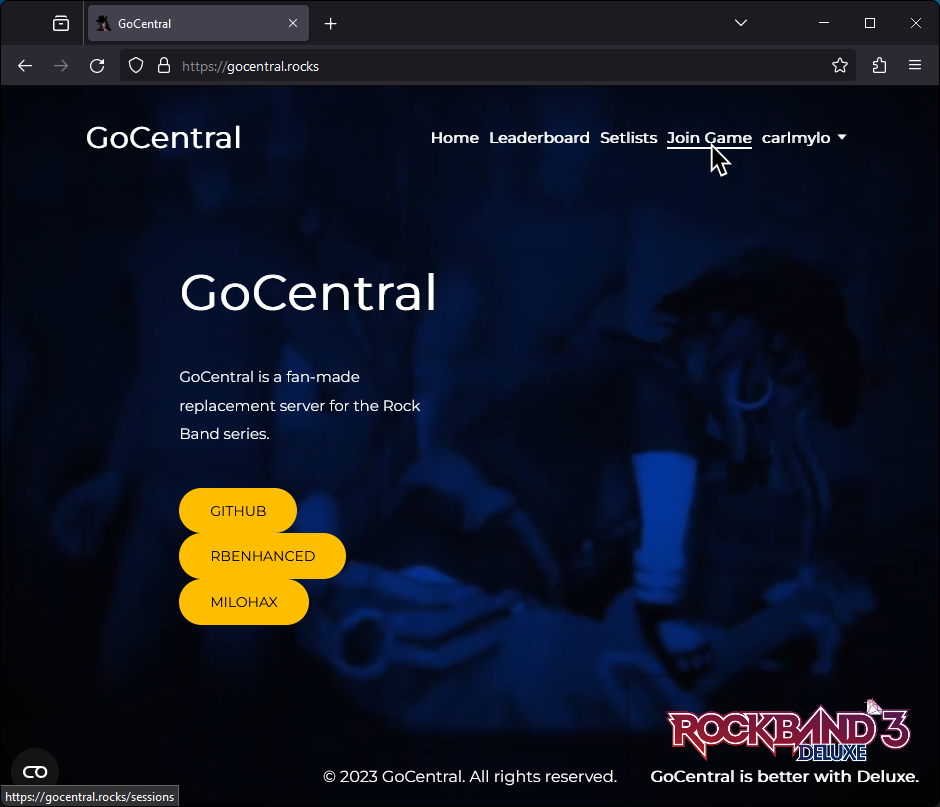 GoCentral
https://gocentral.rocks
GoCentral
Home Leaderboard Setlists Join Game carlmylo
GoCentral
GoCentral is a fan-made
replacement server for the Rock
Band series.
GITHUB
RBENHANCED
MILOHAX
ROCKBAND 3
DELUXE
© 2023 GoCentral. All rights reserved.
GoCentral is better with Deluxe.
https://gocentral.rocks/sessions